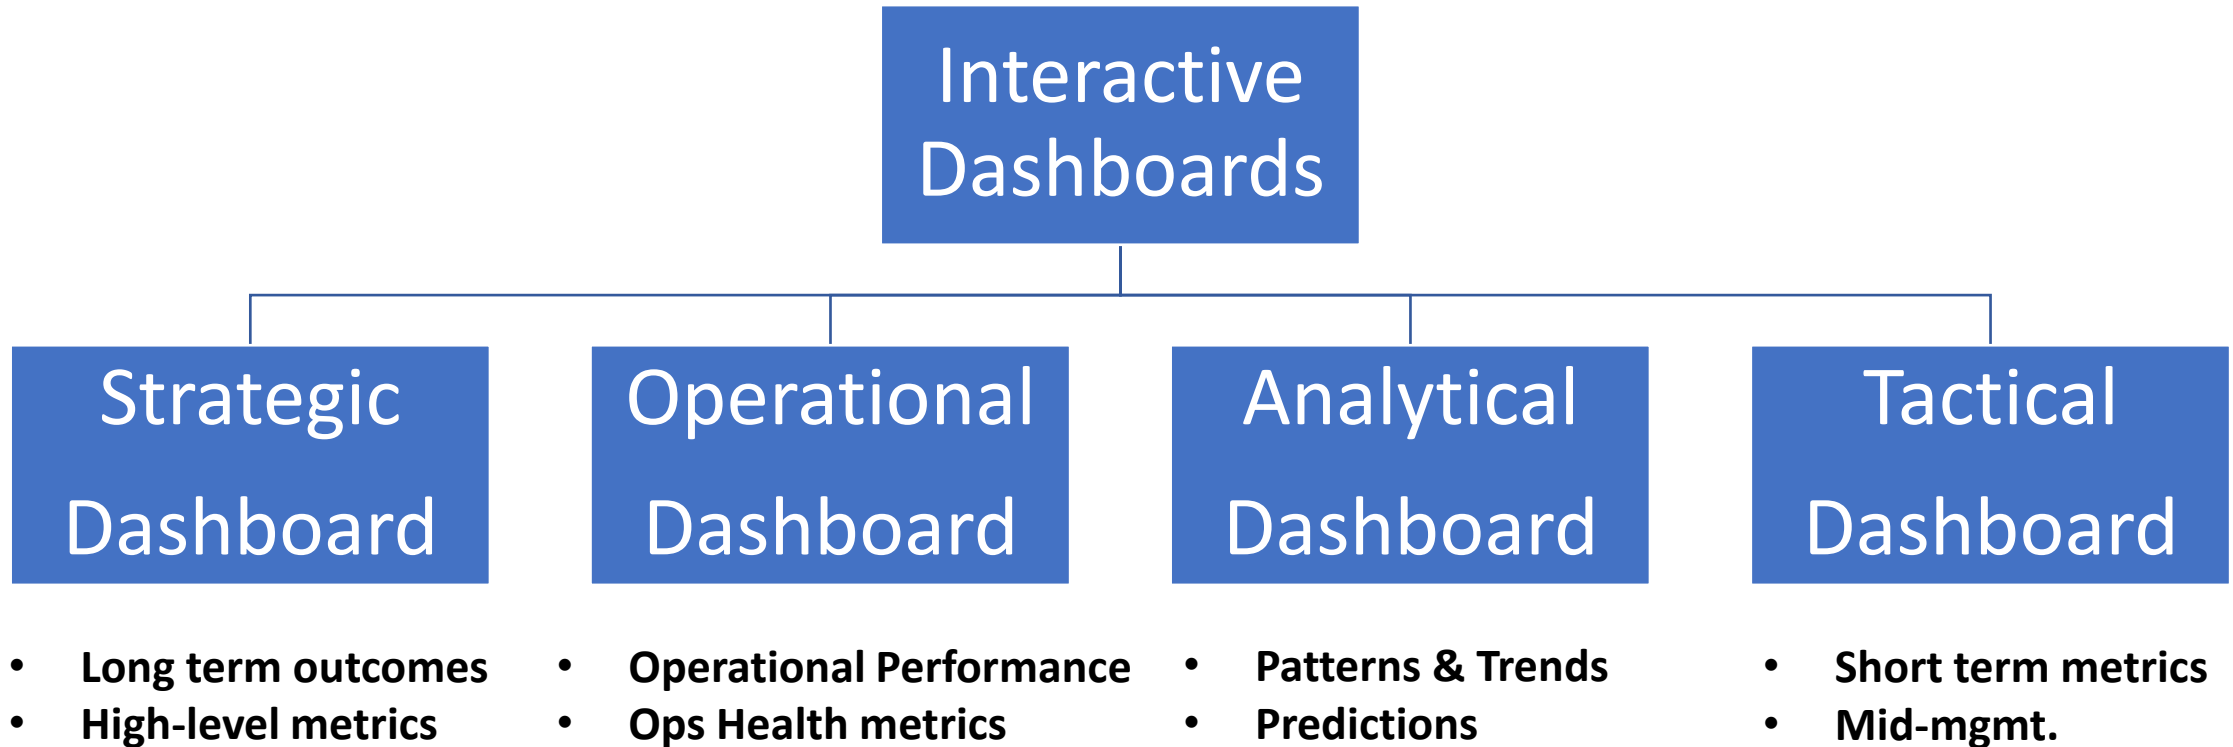 Interactive
Dashboards
Strategic
Dashboard
Operational
Dashboard
Analytical
Dashboard
Tactical
Dashboard
• Long term outcomes
• High-level metrics
• Operational Performance
• Ops Health metrics
• Patterns & Trends
• Predictions
• Short term metrics
• Mid-mgmt.